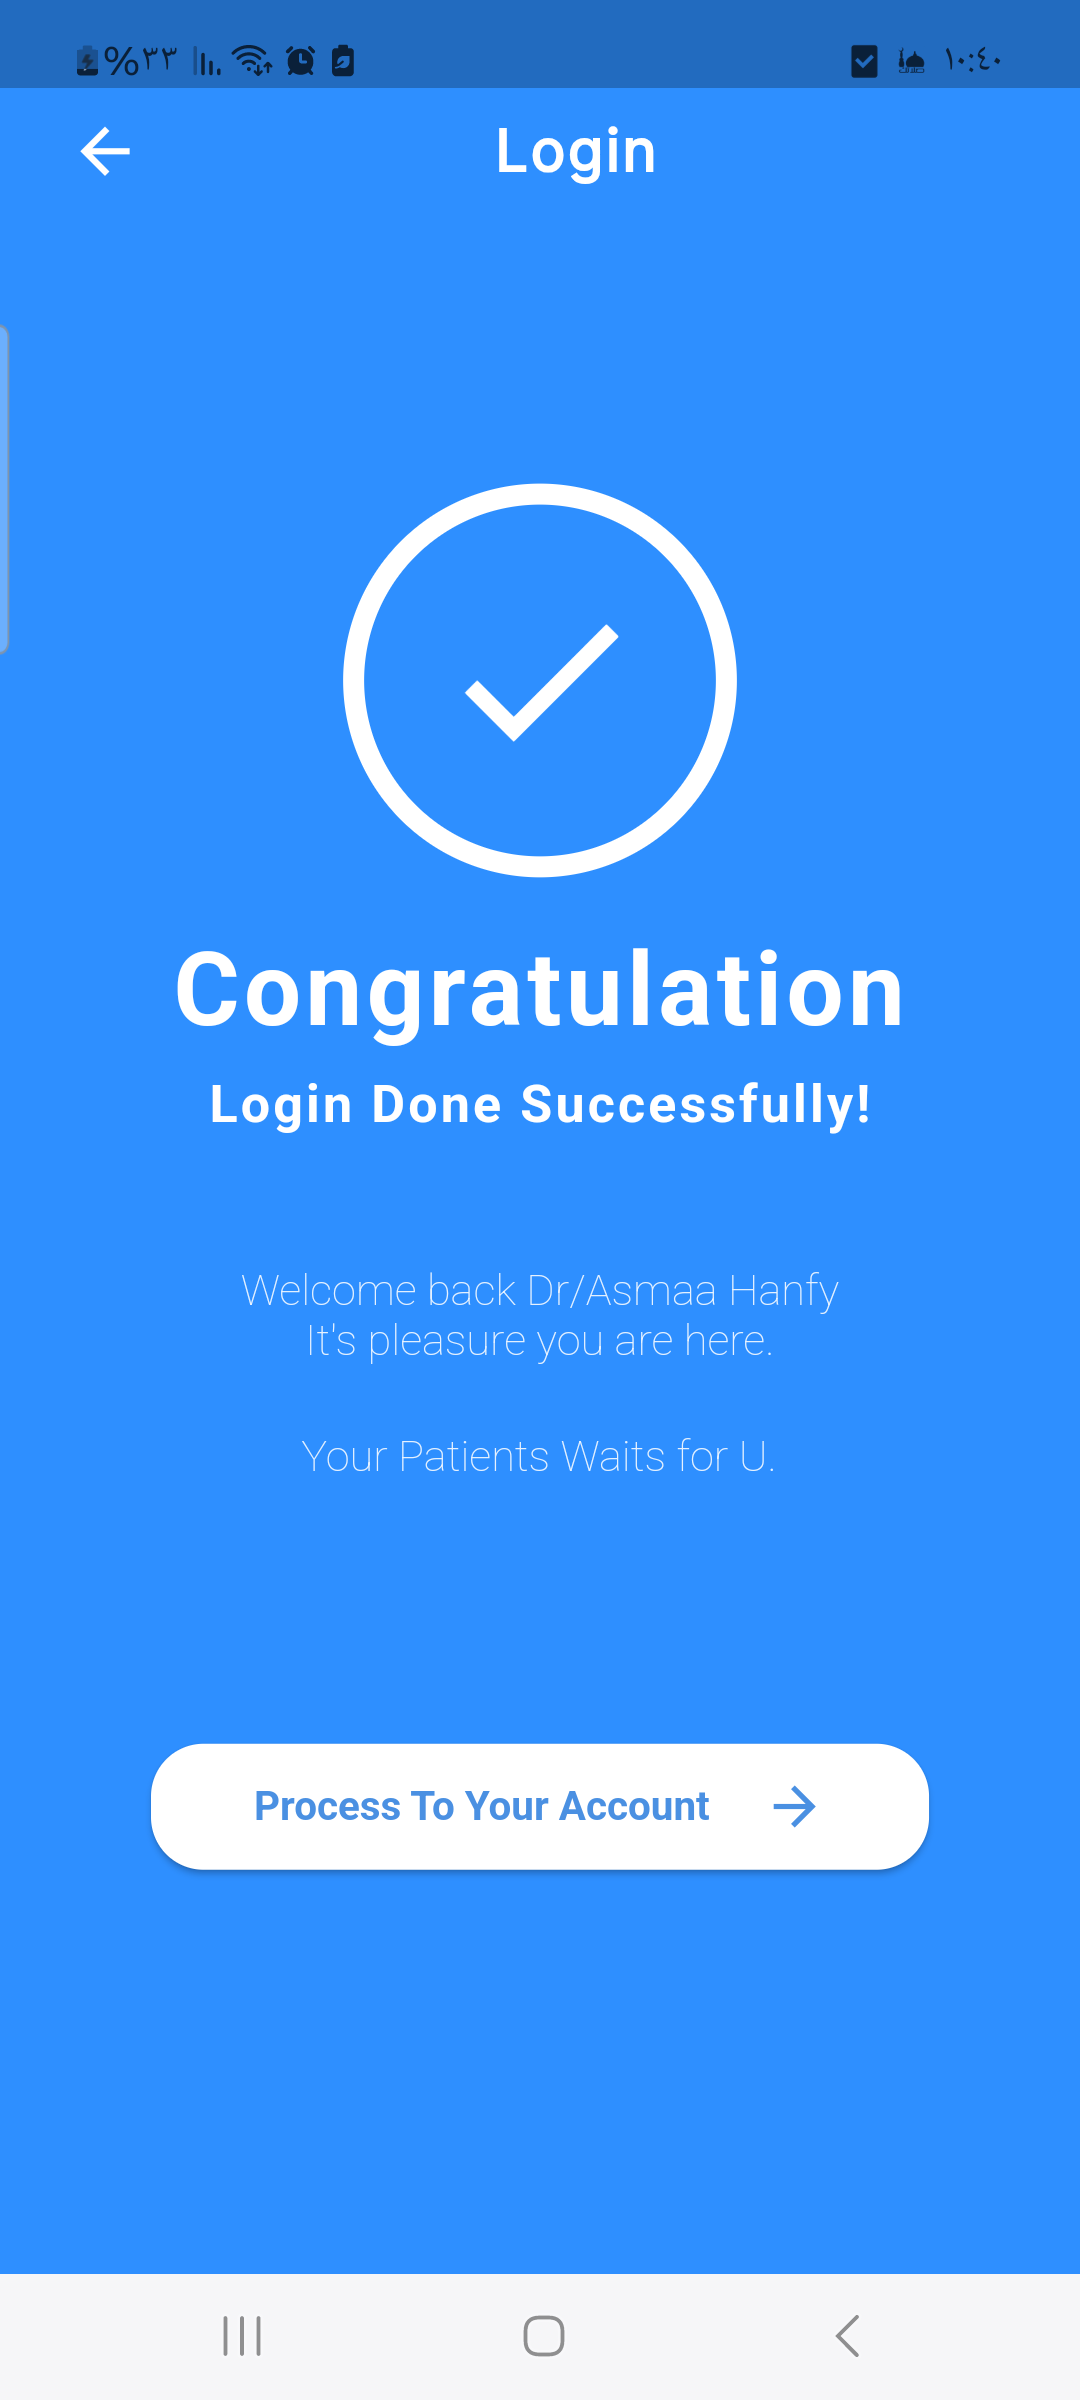 %٣٣
١٠:٤٠
Login
Congratulation
Login Done Successfully!
Welcome back Dr/Asmaa Hanfy
It's pleasure you are here.
Your Patients Waits for U.
Process To Your Account